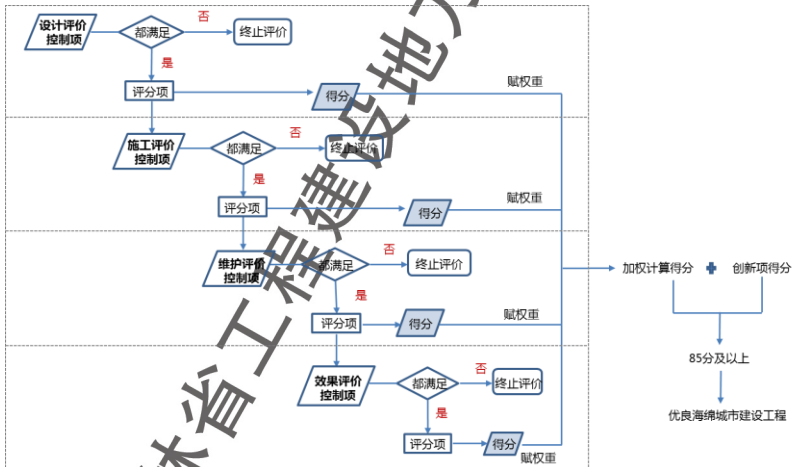 设计评价
控制项
都满足
否
终止评价
是
评分项
得分
赋权重
施工评价
控制项
都满足
否
终止评价
是
评分项
得分
赋权重
维护评价
控制项
都满足
否
终止评价
是
评分项
得分
赋权重
效果评价
控制项
都满足
否
终止评价
是
评分项
得分
赋权重
加权计算得分
创新项得分
85分及以上
优良海绵城市建设工程
林省工程建设地方